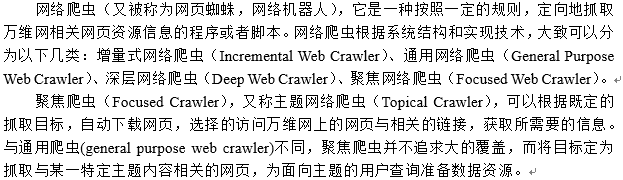 网络爬虫（又被称为网页蜘蛛，网络机器人），它是一种按照一定的规则，定向地抓取
万维网相关网页资源信息的程序或者脚本。网络爬虫根据系统结构和实现技术，大致可以分
为以下几类：增量式网络爬虫（Incremental Web Crawler）、通用网络爬虫（General Purpose
Web Crawler）、深层网络爬虫（Deep Web Crawler）、聚焦网络爬虫（Focused Web Crawler）。
聚焦爬虫（Focused Crawler），又称主题网络爬虫（Topical Crawler），可以根据既定的
抓取目标，自动下载网页，选择的访问万维网上的网页与相关的链接，获取所需要的信息。
与通用爬虫(general purpose web crawler)不同，聚焦爬虫并不追求大的覆盖，而将目标定为
抓取与某一特定主题内容相关的网页，为面向主题的用户查询准备数据资源。